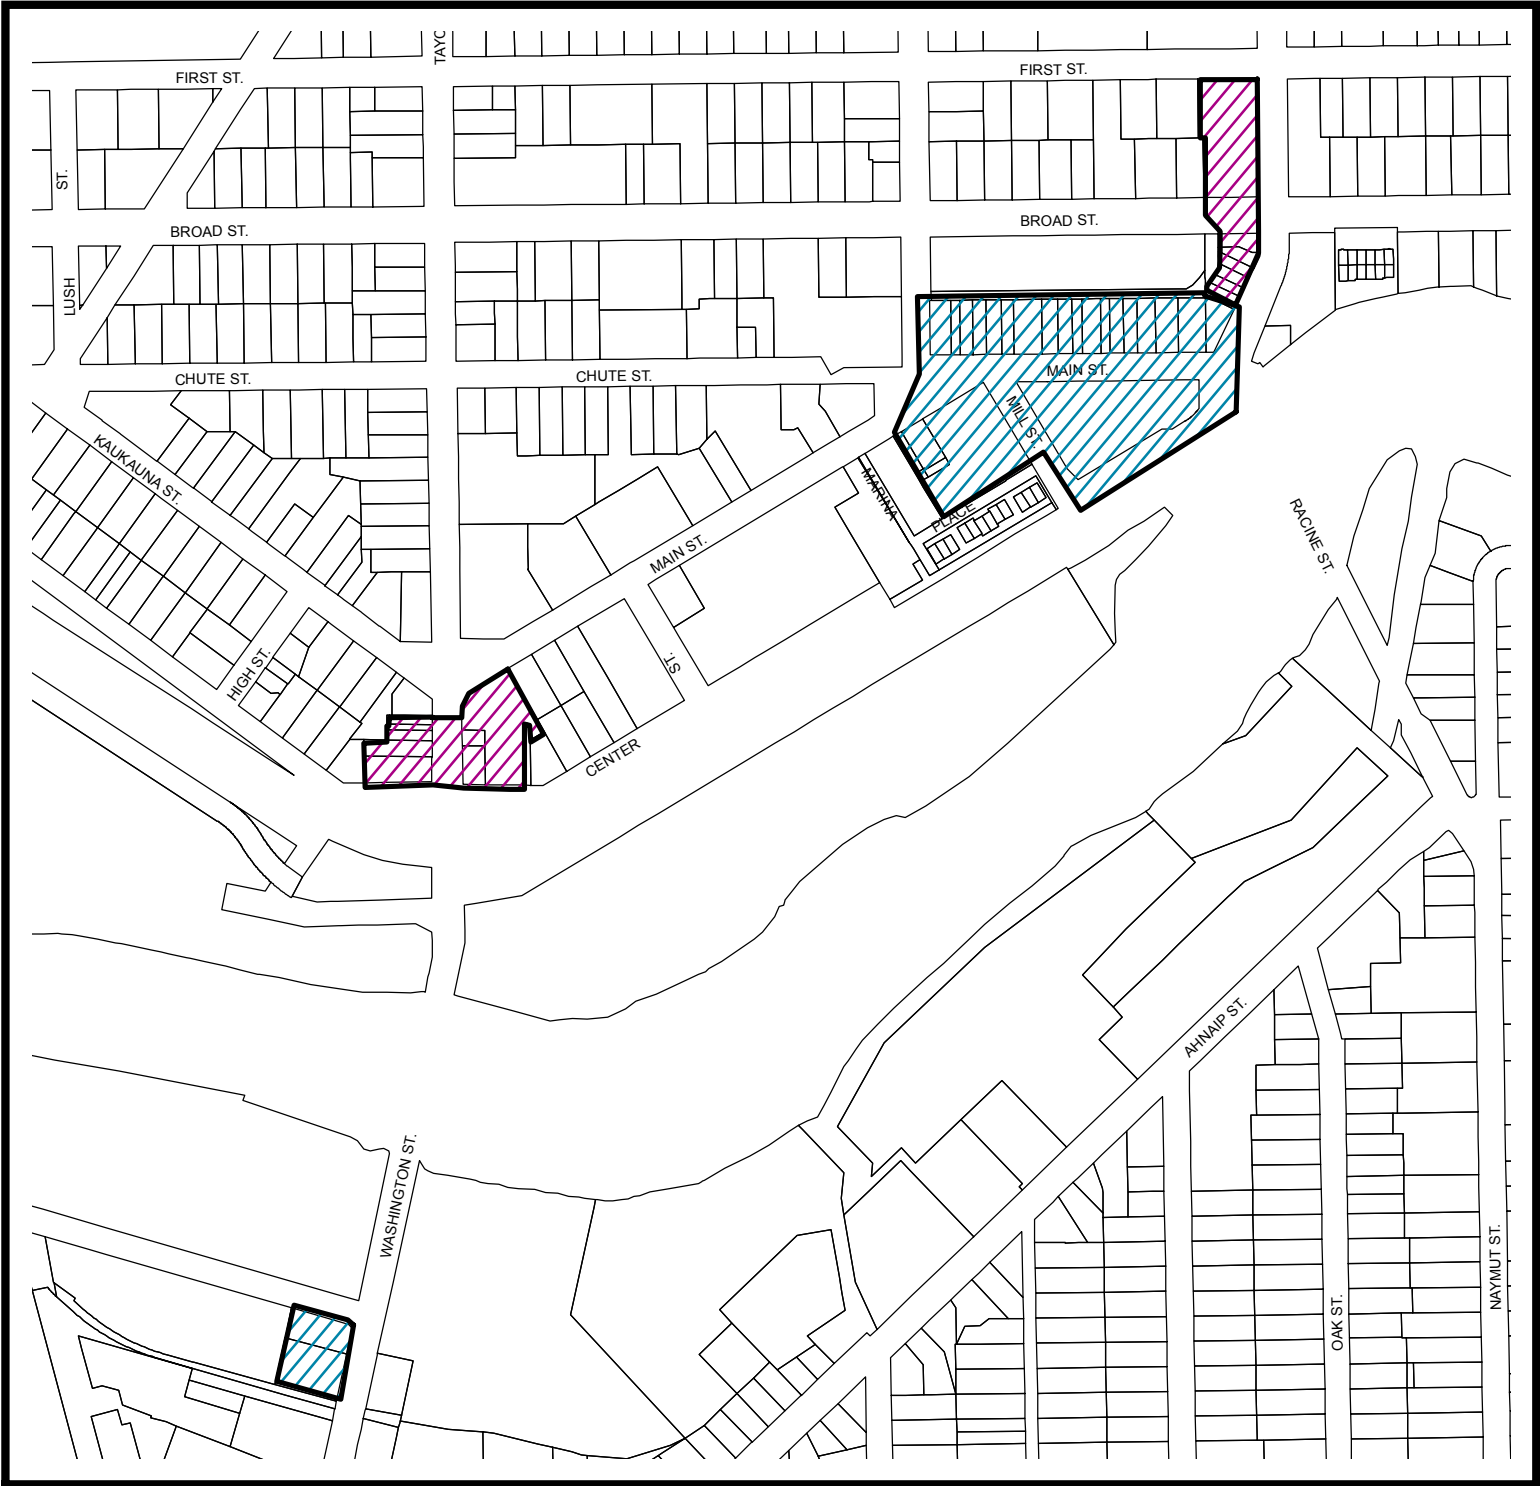 TAYC
FIRST ST.
FIRST ST.
ST.
BROAD ST.
BROAD ST.
LUSH
CHUTE ST.
CHUTE ST.
MAIN ST.
MILL ST.
KAUKAUNA ST.
MARINA
PLACE
RACINE ST.
MAIN ST.
HIGH ST.
ST.
CENTER
AHNAIP ST.
WASHINGTON ST.
OAK ST.
NAYMUT ST.